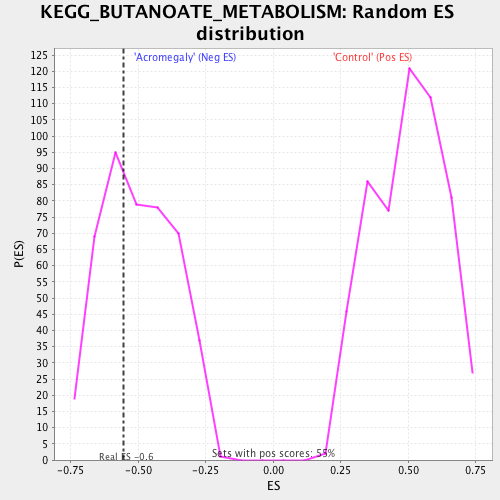 KEGG_BUTANOATE_METABOLISM: Random ES
distribution
'Acromegaly' (Neg ES)
'Control' (Pos ES)
125
120
115
110
105
100
95
90
85
80
75
70
65
60
55
50
45
40
35
30
25
20
15
10
5
0
P(ES)
Real ES -0.6
Sets with pos scores: 55%
-0.75 -0.50 -0.25 0.00 0.25 0.50 0.75
ES